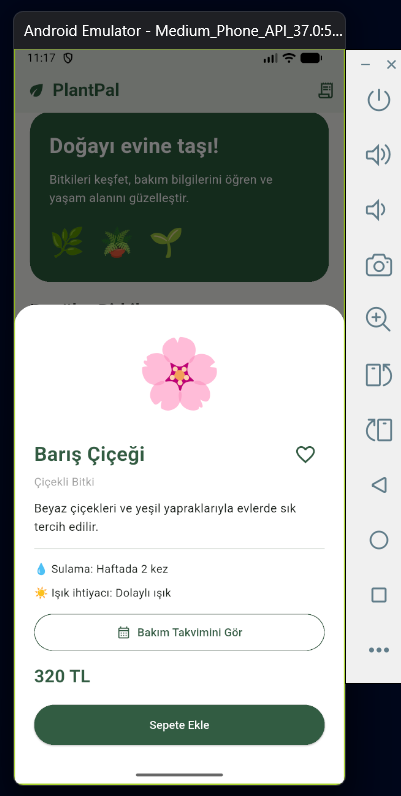 Android Emulator - Medium_Phone_API_37.0:5...
11:17
PlantPal
Doğayı evine taşı!
Bitkileri keşfet, bakım bilgilerini öğren ve
yaşam alanını güzelleştir.
Barış Çiçeği
Çiçekli Bitki
Beyaz çiçekleri ve yeşil yapraklarıyla evlerde sık
tercih edilir.
Sulama: Haftada 2 kez
Işık ihtiyacı: Dolaylı ışık
Bakım Takvimini Gör
320 TL
Sepete Ekle